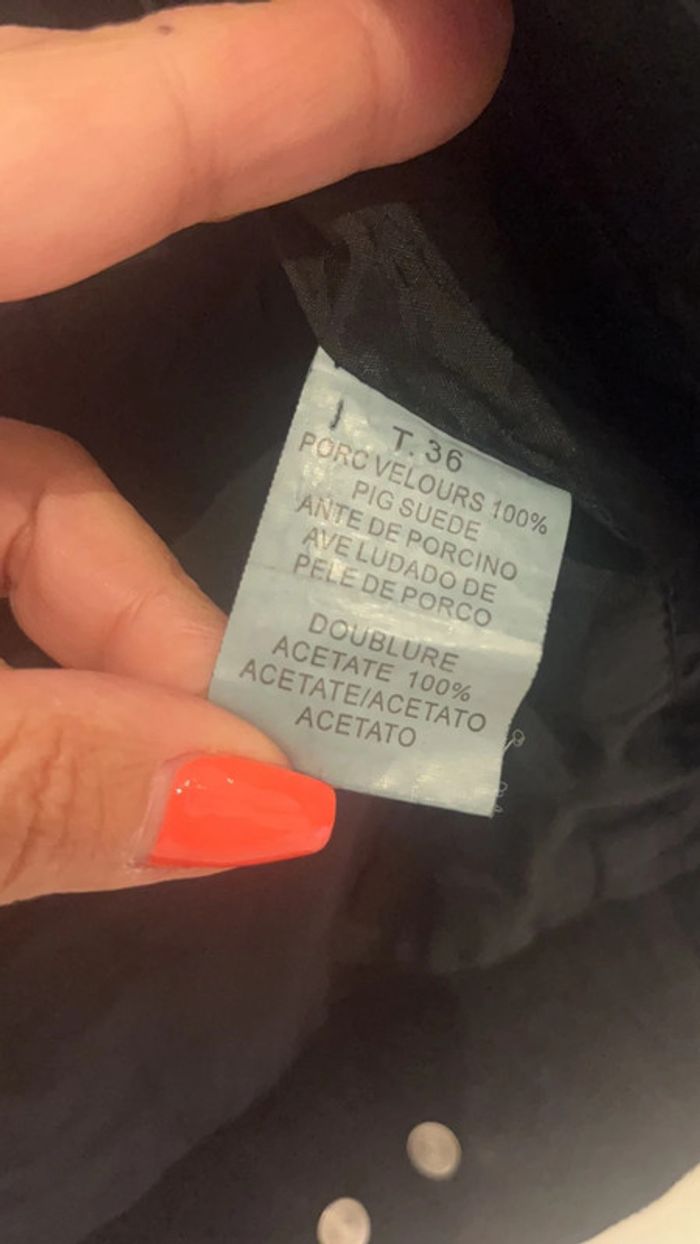 T. 36
PORC VELOURS 100%
PIG SUEDE
ANTE DE PORCINO
AVE LUDADO DE
PELE DE PORCO
DOUBLURE
ACETATE 100%
ACETATE/ACETATO
ACETATO